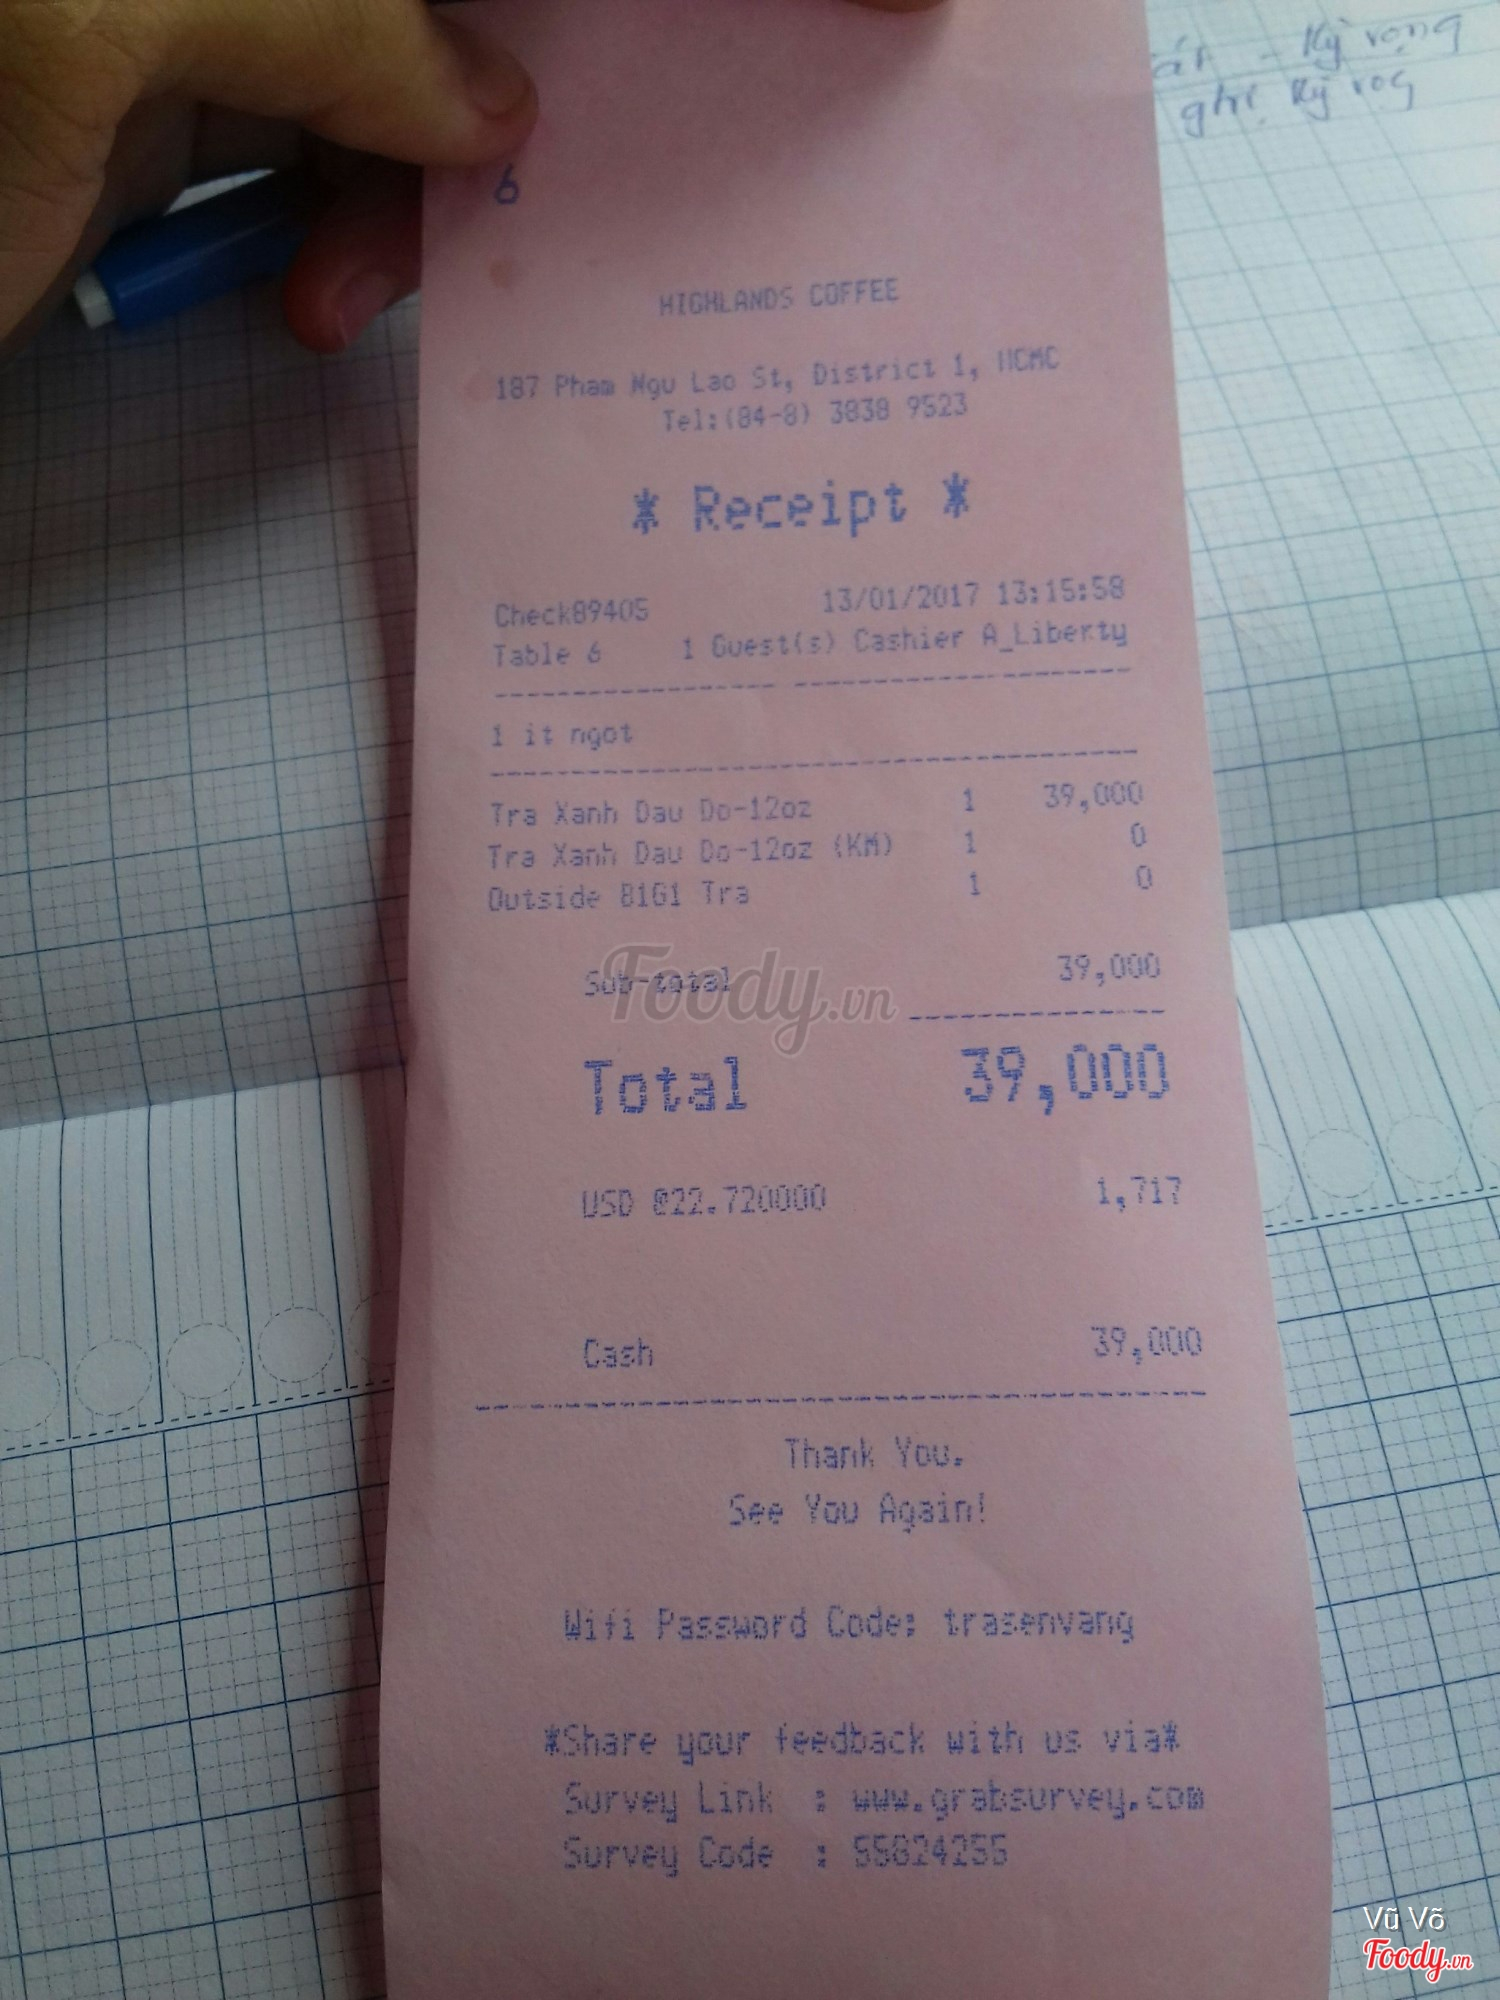 át - Kỳ vọng
6
HIGHLANDS COFFEE
187 Pham Ngu Lao St, District 1, HCMC
Tel:(84-8) 3838 9523
* Receipt *
Check89405 13/01/2017 13:15:58
Table 6 1 Guest(s) Cashier A_Liberty
1 it ngot
Tra Xanh Dau Do-12oz 1 39,000
Tra Xanh Dau Do-12oz (KM) 1 0
Outside B1G1 Tra 1 0
Sub-total 39,000
Foody.vn
Total 39,000
USD @22.720000 1,717
Cash 39,000
Thank You.
See You Again!
Wifi Password Code: trasenvang
*Share your feedback with us via*
Survey Link : www.grabsurvey.com
Survey Code : 55824255
Vũ Võ
Foody.vn